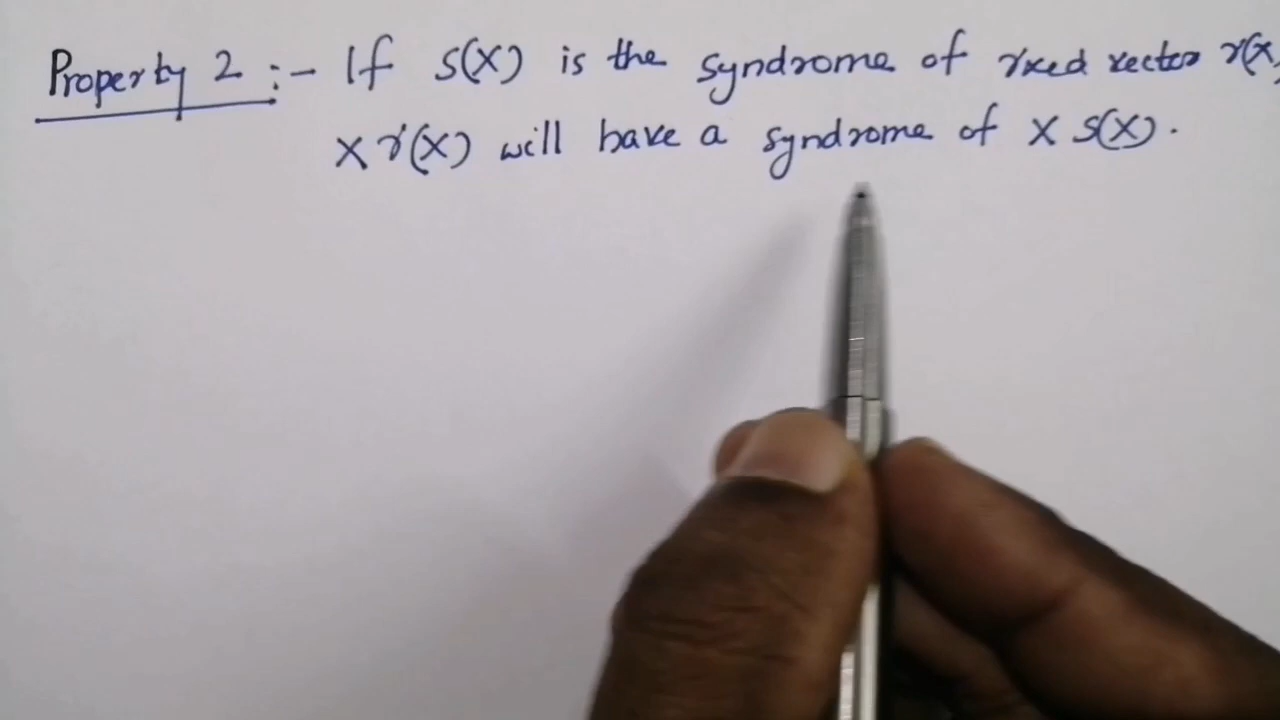 Property 2 :- If S(X) is the syndrome of rxed vector r(X)
X r(X) will have a syndrome of X S(X).